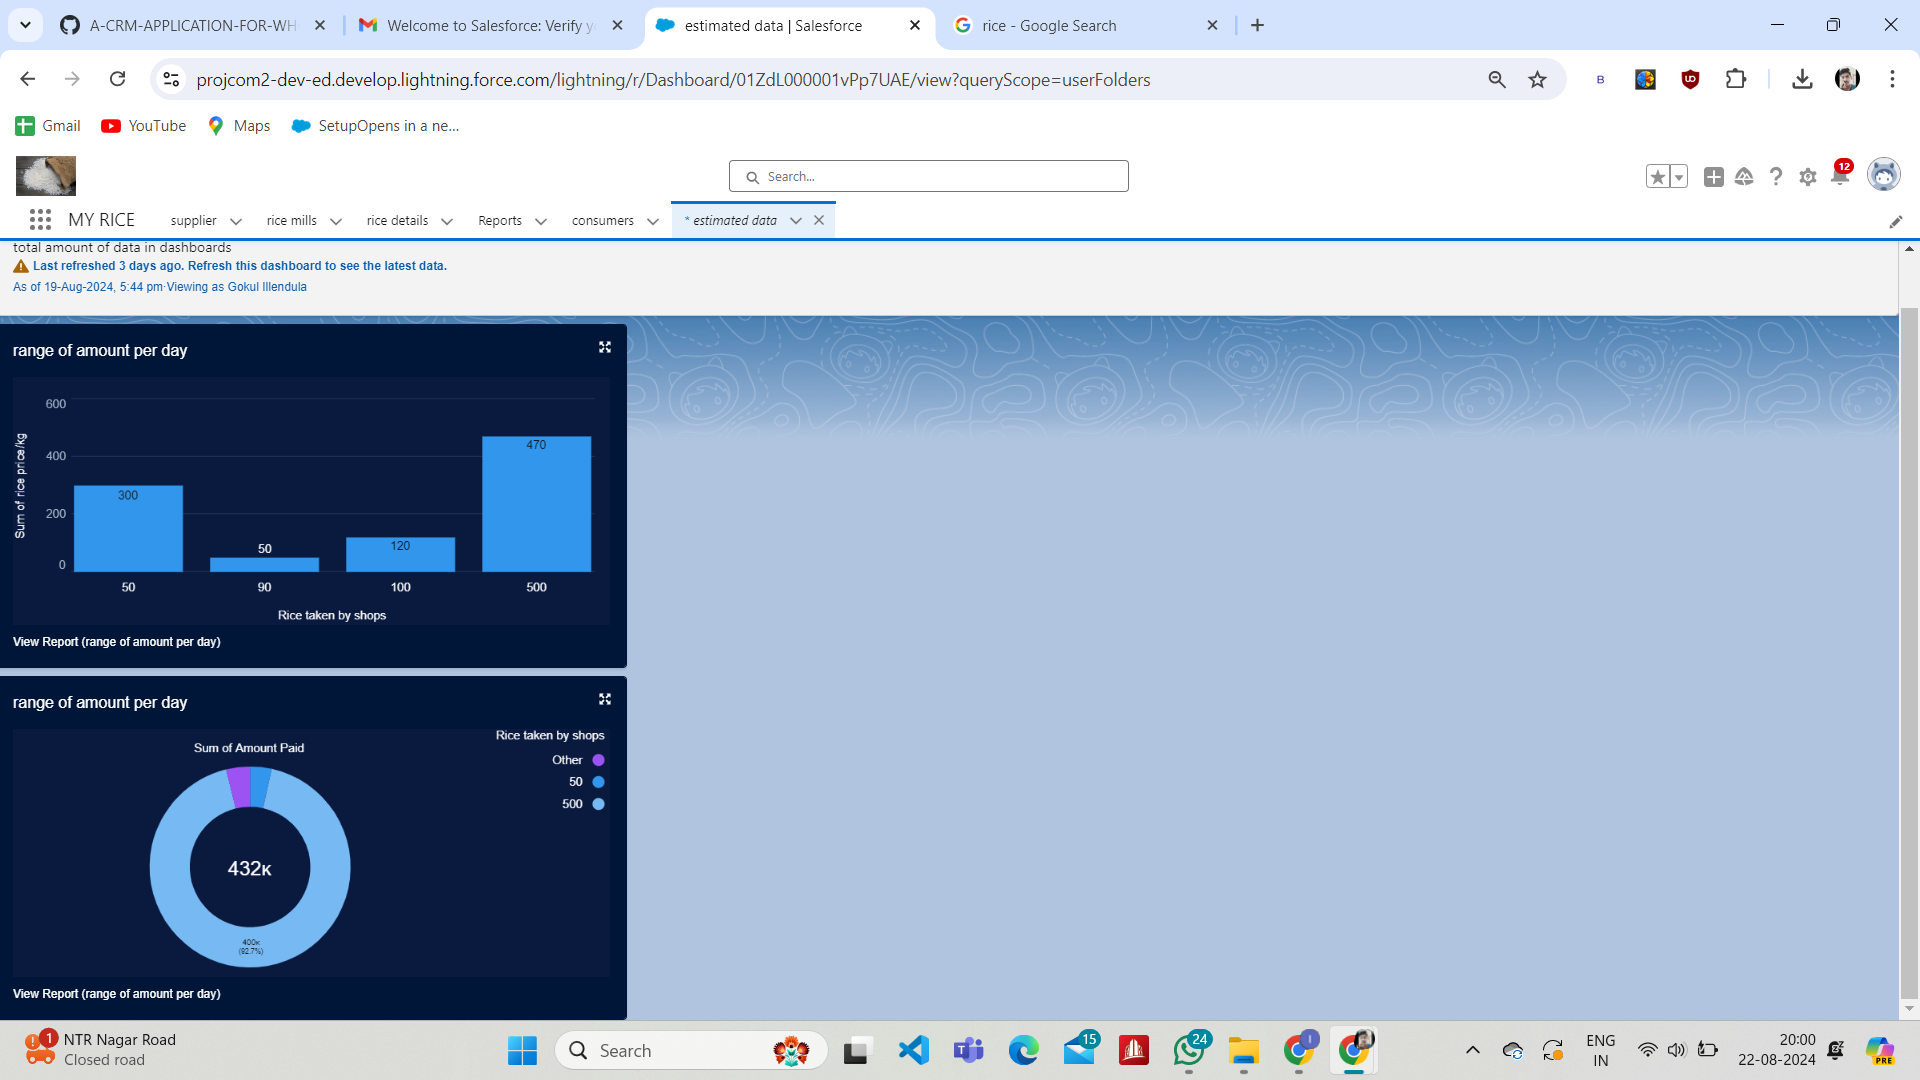 A-CRM-APPLICATION-FOR-WH
Welcome to Salesforce: Verify yo
estimated data | Salesforce
rice - Google Search
projcom2-dev-ed.develop.lightning.force.com/lightning/r/Dashboard/01ZdL000001vPp7UAE/view?queryScope=userFolders
B
UD
Gmail
YouTube
Maps
SetupOpens in a ne...
Search...
12
MY RICE
supplier
rice mills
rice details
Reports
consumers
* estimated data
total amount of data in dashboards
Last refreshed 3 days ago. Refresh this dashboard to see the latest data.
As of 19-Aug-2024, 5:44 pm·Viewing as Gokul Illendula
range of amount per day
Sum of rice price/kg
600
400
200
0
300
50
120
470
50
90
100
500
Rice taken by shops
View Report (range of amount per day)
range of amount per day
Sum of Amount Paid
Rice taken by shops
Other
50
500
432K
400K
(92.7%)
View Report (range of amount per day)
1
NTR Nagar Road
Closed road
Search
15
24
I
ENG
IN
20:00
22-08-2024
PRE